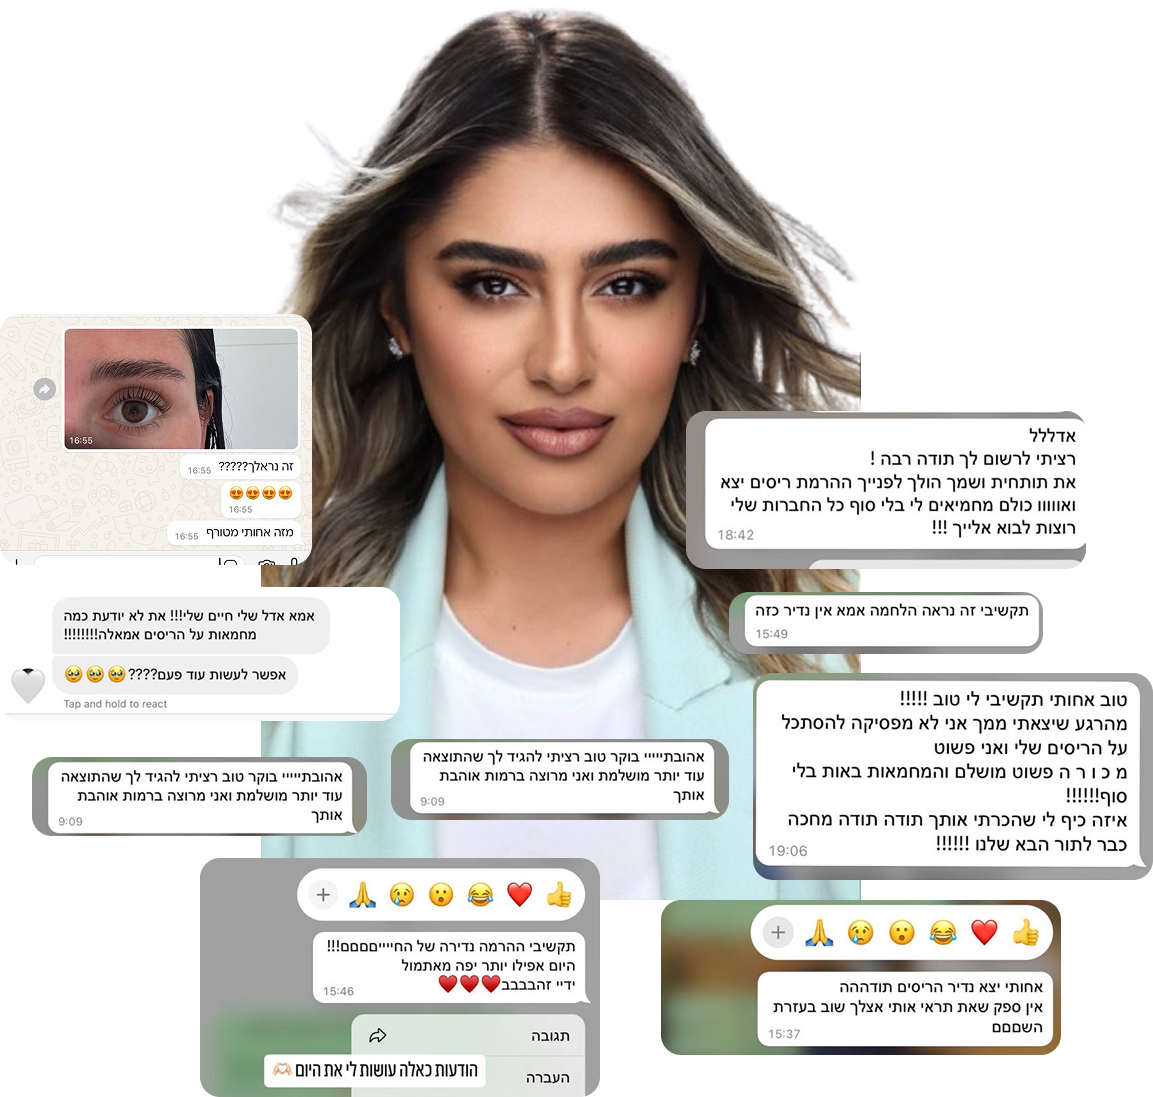 16:55
זה נראלך????? 16:55
😍😍😍😍
16:55
מזה אחותי מטורף 16:55
אדללל
רציתי לרשום לך תודה רבה !
את תותחית ושמך הולך לפנייך ההרמת ריסים יצא
ואווווו כולם מחמיאים לי בלי סוף כל החברות שלי
רוצות לבוא אלייך !!!
18:42
אמא אדל שלי חיים שלי!!! את לא יודעת כמה
מחמאות על הריסים אמאלה!!!!!!!!
אפשר לעשות עוד פעם????🥹🥹🥹
Tap and hold to react
תקשיבי זה נראה הלחמה אמא אין נדיר כזה
15:49
טוב אחותי תקשיבי לי טוב !!!!!
מהרגע שיצאתי ממך אני לא מפסיקה להסתכל
על הריסים שלי ואני פשוט
מ כ ו ר ה פשוט מושלם והמחמאות באות בלי
סוף!!!!!!
איזה כיף לי שהכרתי אותך תודה תודה מחכה
כבר לתור הבא שלנו !!!!!!
19:06
אהובתיייייי בוקר טוב רציתי להגיד לך שהתוצאה
עוד יותר מושלמת ואני מרוצה ברמות אוהבת
אותך
9:09
אהובתיייייי בוקר טוב רציתי להגיד לך שהתוצאה
עוד יותר מושלמת ואני מרוצה ברמות אוהבת
אותך
9:09
תקשיבי ההרמה נדירה של החייייםםםם!!!
היום אפילו יותר יפה מאתמול
ידיי זהבבבב♥️♥️♥️
15:46
תגובה
העברה
הודעות כאלה עושות לי את היום 🫶🏻
אחותי יצא נדיר הריסים תודההה
אין ספק שאת תראי אותי אצלך שוב בעזרת
השםםם
15:37